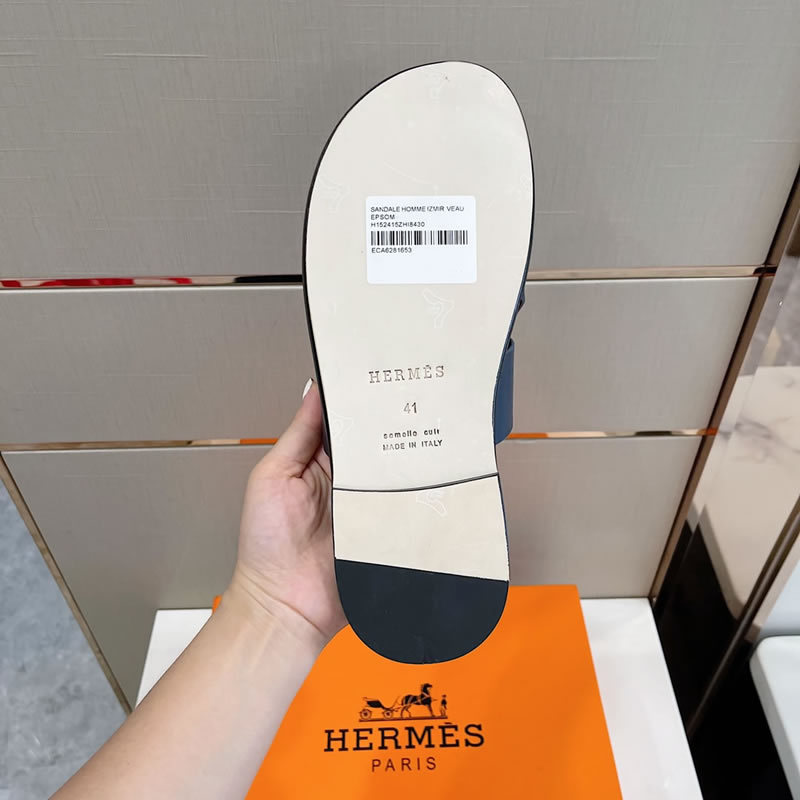 SANDALE HOMME IZMIR VEAU
EPSOM
H152415ZHI8430
ECA6281653
HERMÈS
41
semelle cuir
MADE IN ITALY
HERMÈS
PARIS